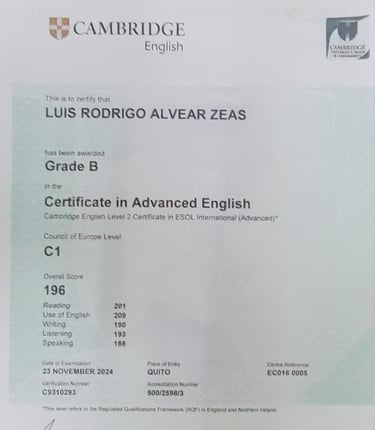 CAMBRIDGE
English
CAMBRIDGE
This is to certify that
LUIS RODRIGO ALVEAR ZEAS
has been awarded
Grade B
in the
Certificate in Advanced English
Cambridge English Level 2 Certificate in ESOL International (Advanced)*
Council of Europe Level
C1
Overall Score
196
Reading 201
Use of English 209
Writing 190
Listening 193
Speaking 188
Date of Examination Place of Entry Centre Reference
23 NOVEMBER 2024 QUITO EC016 0005
Verification Number Accreditation Number
C9310293 500/2598/3
*This level refers to the Regulated Qualifications Framework (RQF) in England and Northern Ireland